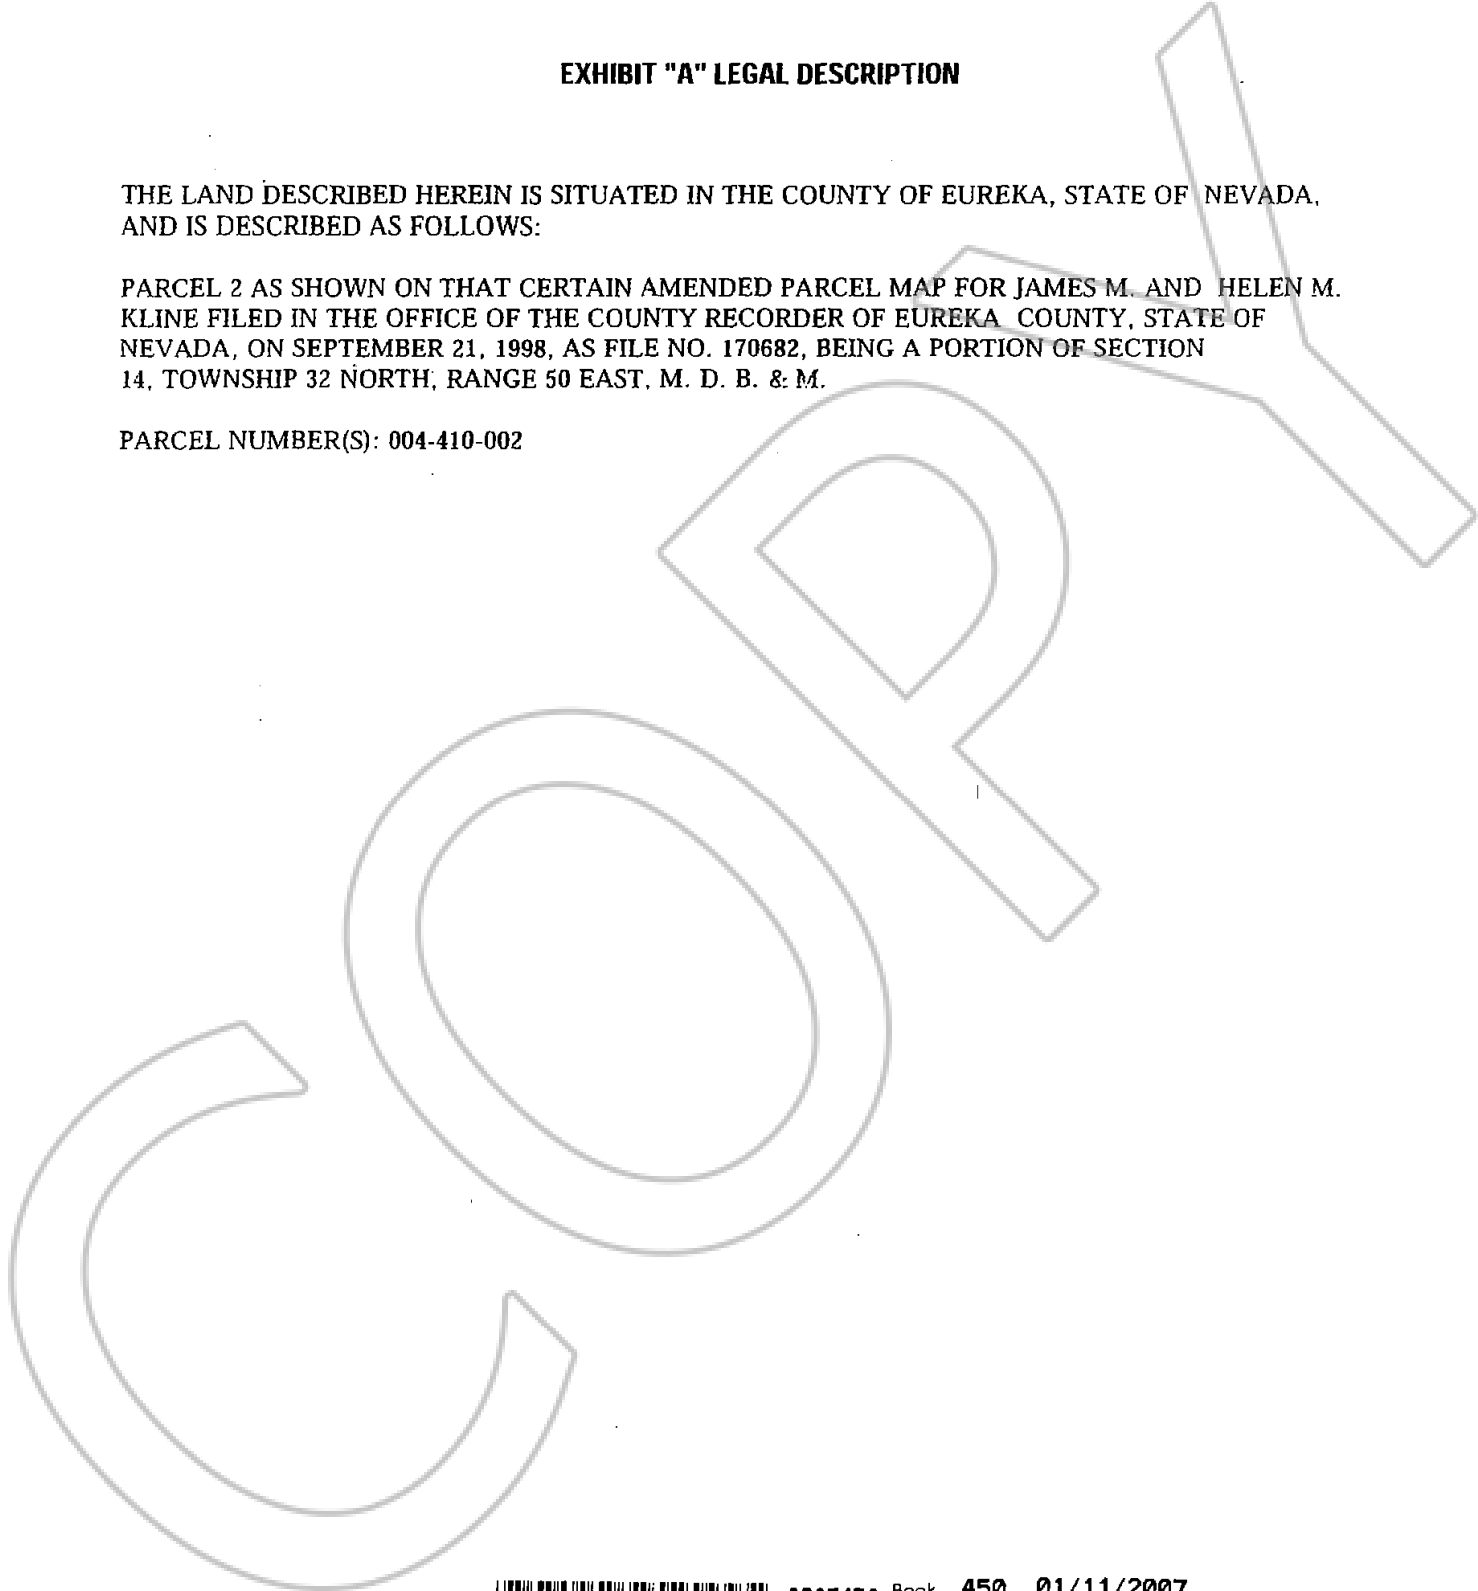 EXHIBIT "A" LEGAL DESCRIPTION
THE LAND DESCRIBED HEREIN IS SITUATED IN THE COUNTY OF EUREKA, STATE OF NEVADA,
AND IS DESCRIBED AS FOLLOWS:
PARCEL 2 AS SHOWN ON THAT CERTAIN AMENDED PARCEL MAP FOR JAMES M. AND HELEN M.
KLINE FILED IN THE OFFICE OF THE COUNTY RECORDER OF EUREKA COUNTY, STATE OF
NEVADA, ON SEPTEMBER 21, 1998, AS FILE NO. 170682, BEING A PORTION OF SECTION
14, TOWNSHIP 32 NORTH, RANGE 50 EAST, M. D. B. & M.
PARCEL NUMBER(S): 004-410-002
COPY
Book 450 01/11/2007